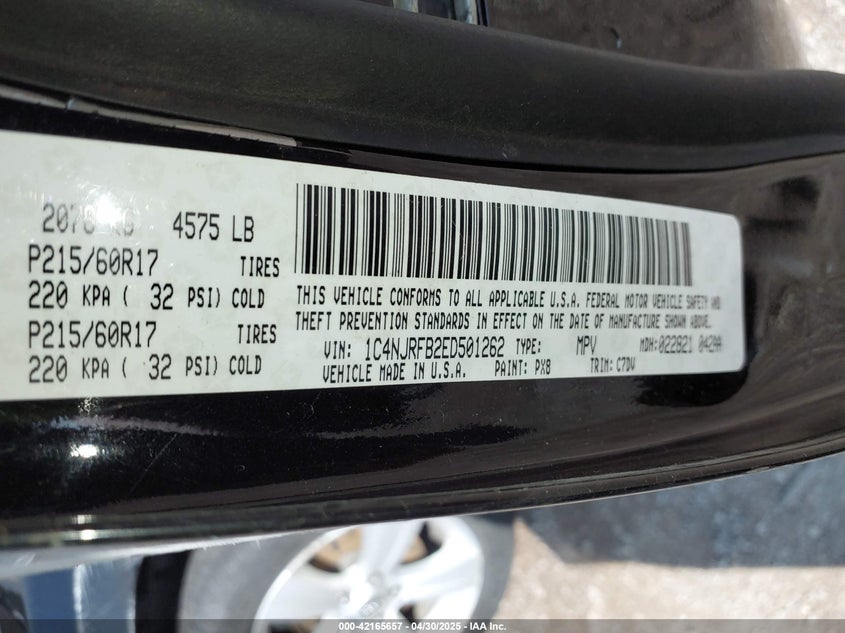 4575 LB
P215/60R17 TIRES
220 KPA ( 32 PSI) COLD
P215/60R17 TIRES
220 KPA ( 32 PSI) COLD
THIS VEHICLE CONFORMS TO ALL APPLICABLE U.S.A. FEDERAL MOTOR VEHICLE SAFETY AND
THEFT PREVENTION STANDARDS IN EFFECT ON THE DATE OF MANUFACTURE SHOWN ABOVE.
VIN: 1C4NJRFB2ED501262 TYPE: MPV MDH: 022821 042AA
VEHICLE MADE IN U.S.A. PAINT: PX8 TRIM: C7DV
000-42165657 - 04/30/2025 - IAA Inc.